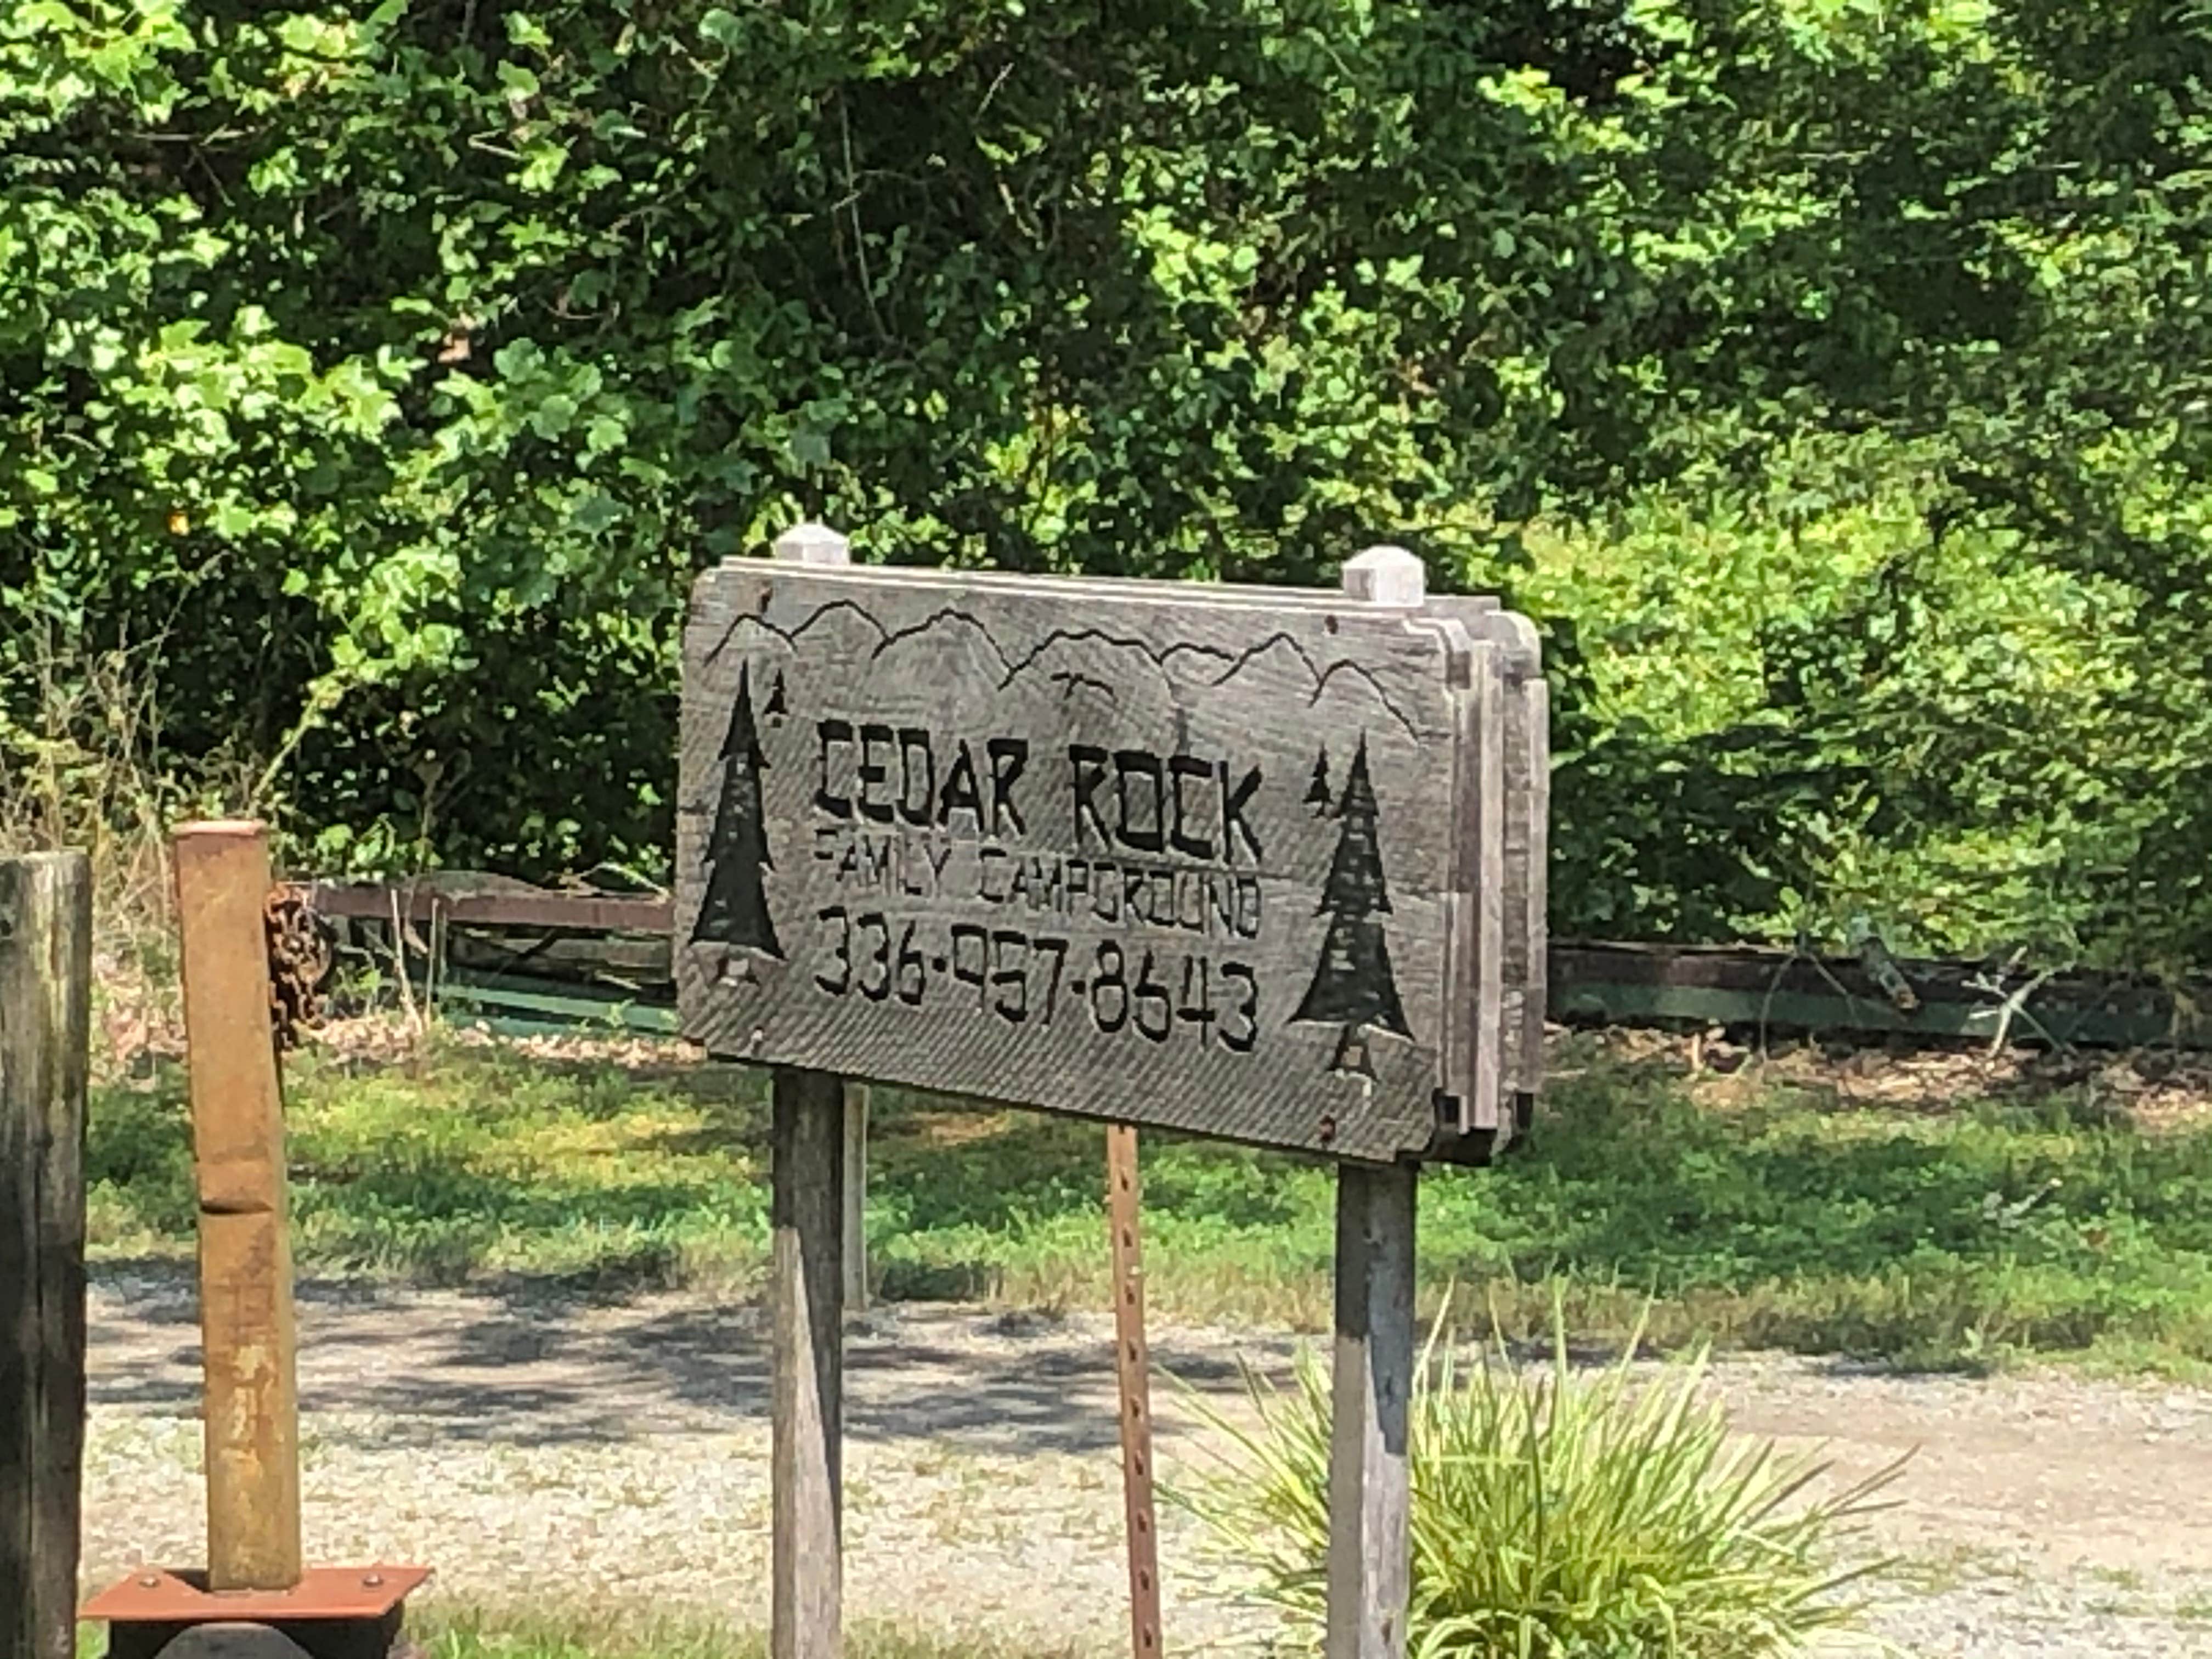 CEDAR ROCK
FAMILY CAMPGROUND
336-957-8643